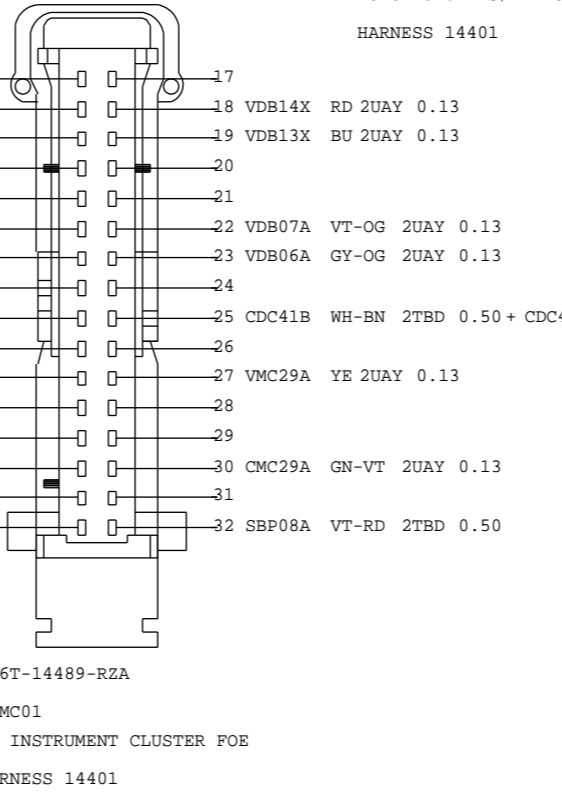 HARNESS 14401
17
18 VDB14X RD 2UAY 0.13
19 VDB13X BU 2UAY 0.13
20
21
22 VDB07A VT-OG 2UAY 0.13
23 VDB06A GY-OG 2UAY 0.13
24
25 CDC41B WH-BN 2TBD 0.50 + CDC4
26
27 VMC29A YE 2UAY 0.13
28
29
30 CMC29A GN-VT 2UAY 0.13
31
32 SBP08A VT-RD 2TBD 0.50
6T-14489-RZA
MC01
INSTRUMENT CLUSTER FOE
RNESS 14401